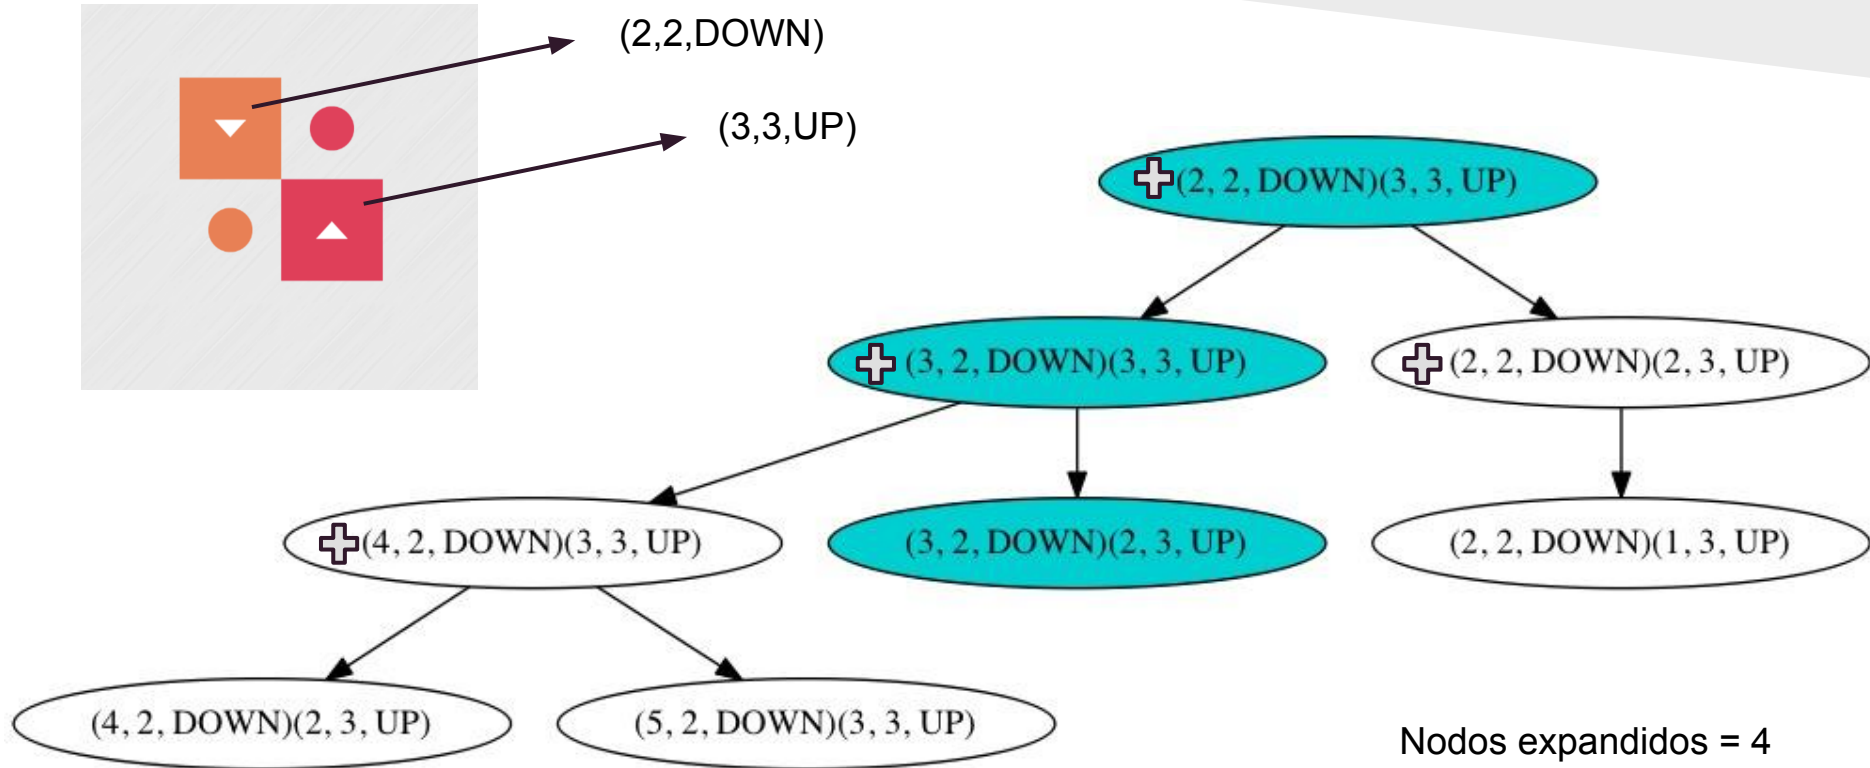 (2,2,DOWN)
(3,3,UP)
(2, 2, DOWN)(3, 3, UP)
(3, 2, DOWN)(3, 3, UP)
(2, 2, DOWN)(2, 3, UP)
(4, 2, DOWN)(3, 3, UP)
(3, 2, DOWN)(2, 3, UP)
(2, 2, DOWN)(1, 3, UP)
(4, 2, DOWN)(2, 3, UP)
(5, 2, DOWN)(3, 3, UP)
Nodos expandidos = 4